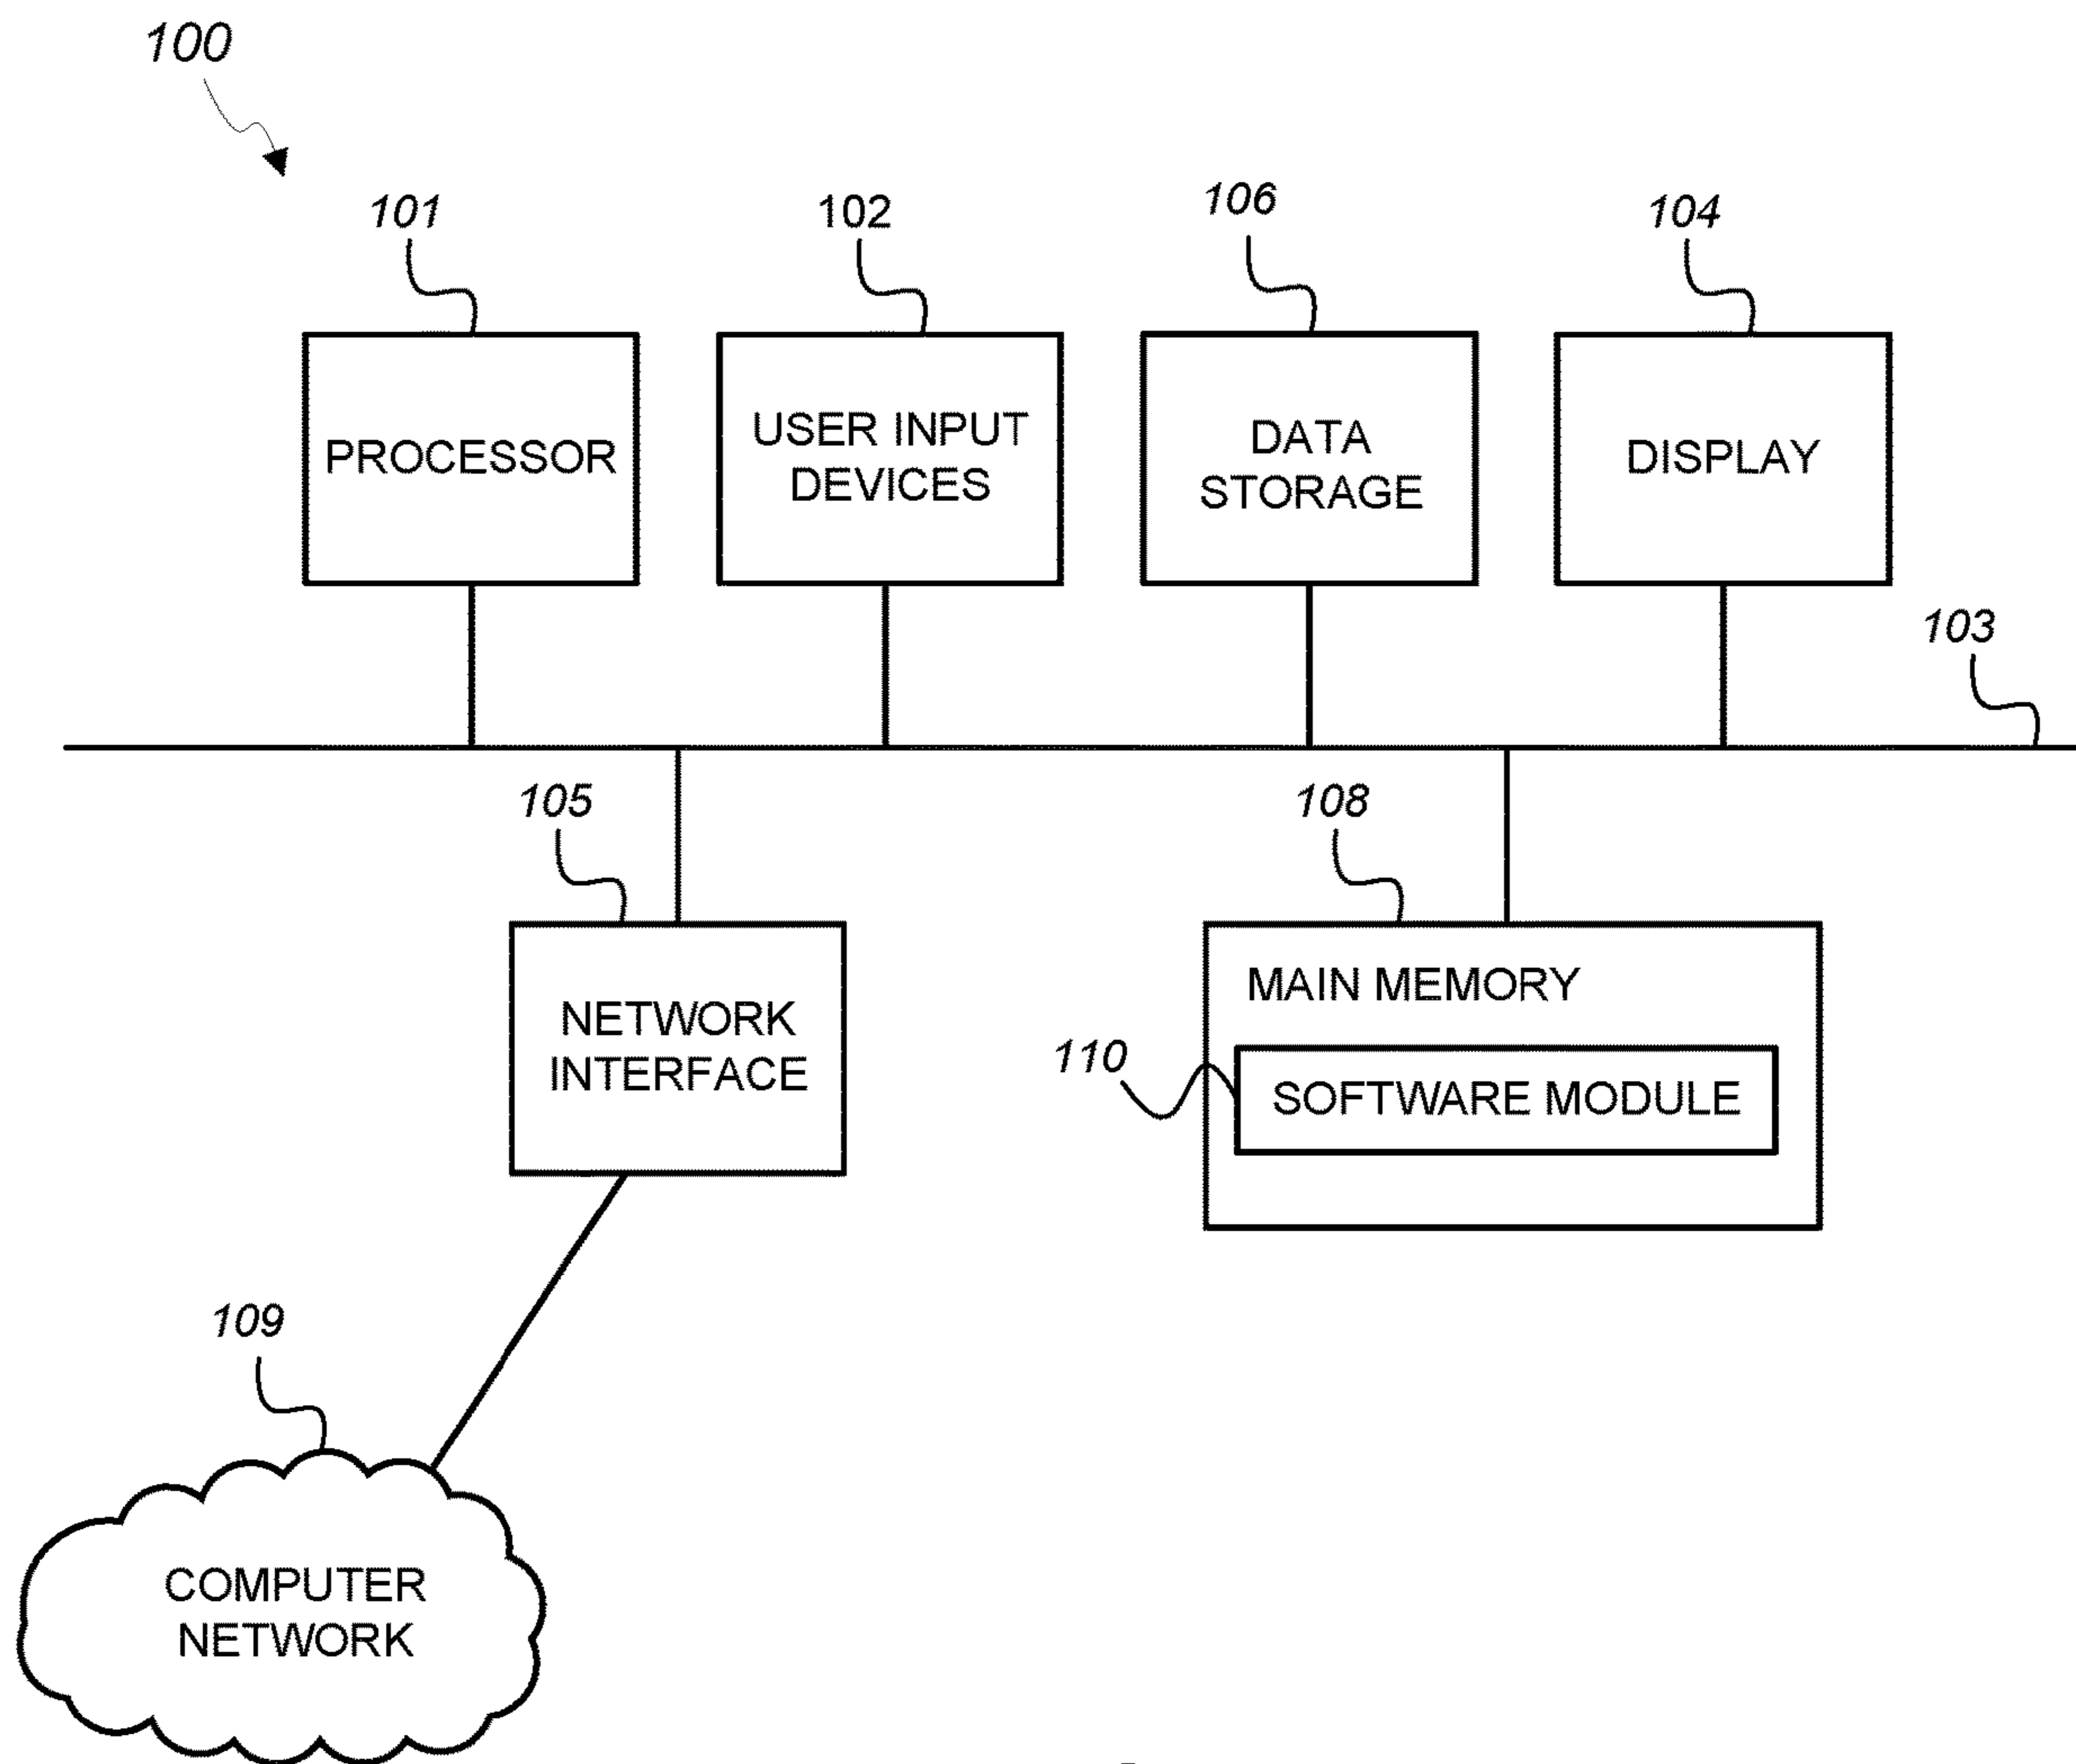 100
101
102
106
104
PROCESSOR
USER INPUT
DEVICES
DATA
STORAGE
DISPLAY
103
105
108
NETWORK
INTERFACE
MAIN MEMORY
110
SOFTWARE MODULE
109
COMPUTER
NETWORK